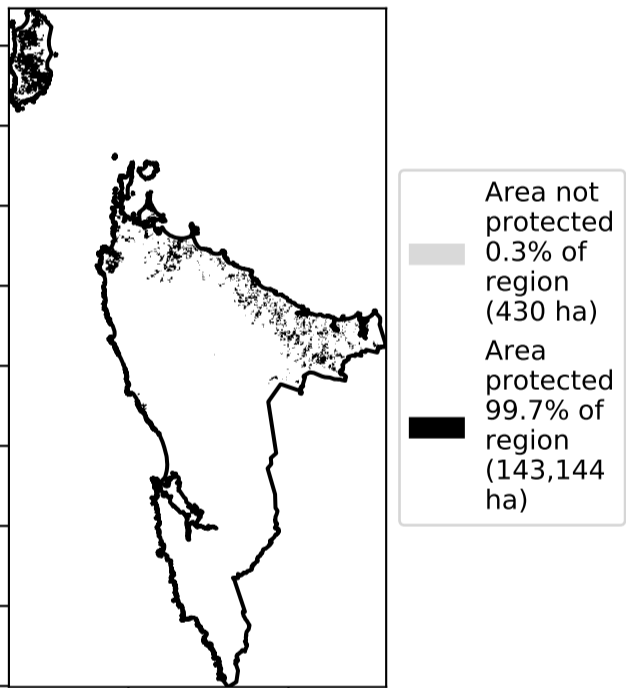 Area not
protected
0.3% of
region
(430 ha)
Area
protected
99.7% of
region
(143,144
ha)